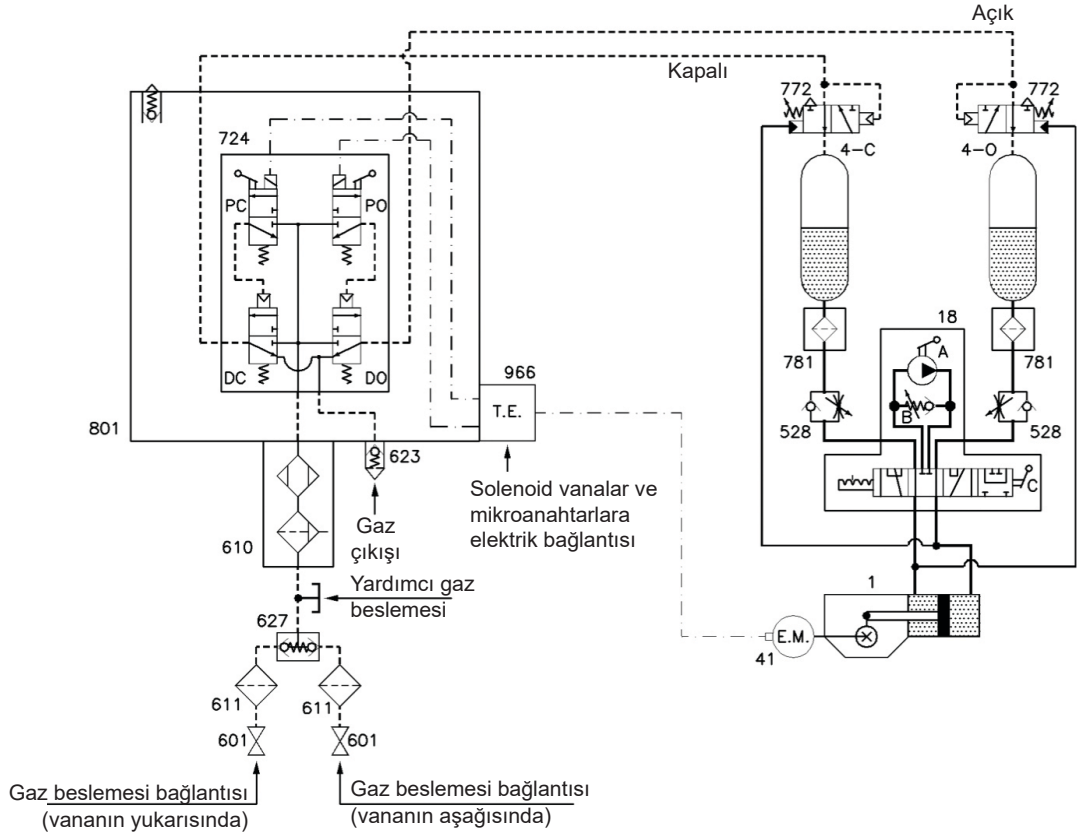 Açık
Kapalı
772
772
724
4-C
4-O
PC
PO
18
A
781
781
DC
DO
966
B
T.E.
801
528
528
623
C
Solenoid vanalar ve
mikroanahtarlara
elektrik bağlantısı
Gaz
çıkışı
610
Yardımcı gaz
beslemesi
1
627
E.M.
41
611
611
601
601
Gaz beslemesi bağlantısı
(vananın yukarısında)
Gaz beslemesi bağlantısı
(vananın aşağısında)